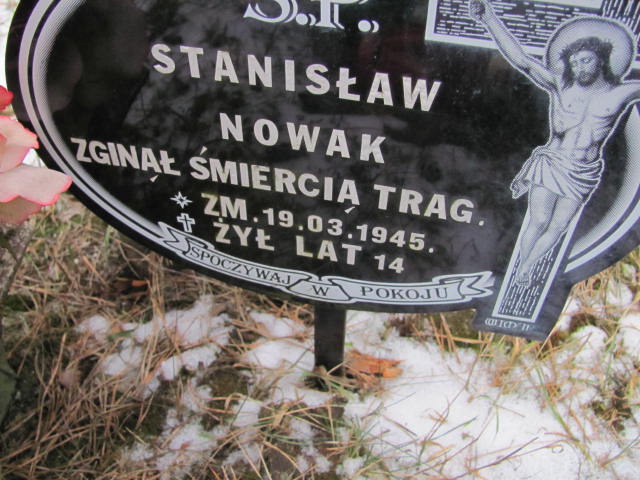 Ś.„P.„
STANISŁAW
NOWAK
ZGINĄŁ ŚMIERCIĄ TRAG.
ZM. 19.03.1945.
ŻYŁ LAT 14
SPOCZYWAJ W POKOJU